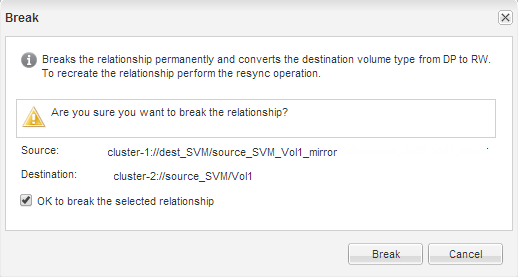 Break
Breaks the relationship permanently and converts the destination volume type from DP to RW.
To recreate the relationship perform the resync operation.
Are you sure you want to break the relationship?
Source: cluster-1://dest_SVM/source_SVM_Vol1_mirror
Destination: cluster-2://source_SVM/Vol1
OK to break the selected relationship
Break Cancel